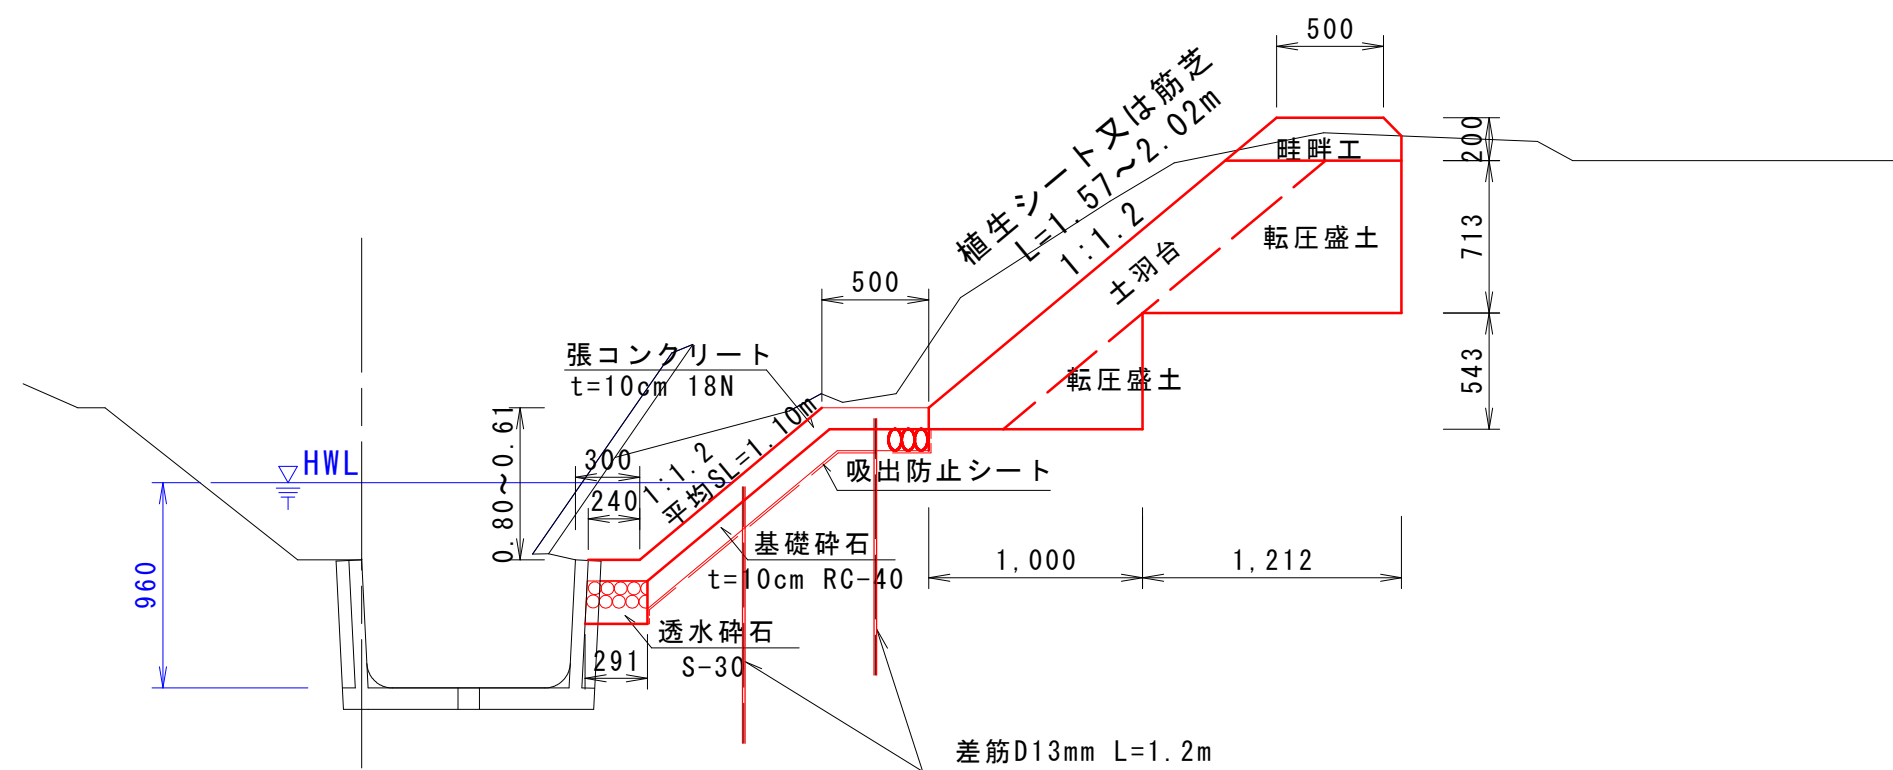 500
植生シート又は筋芝
L=1.57～2.02m
1:1.2
畦畔工
200
土羽台
転圧盛土
713
500
張コンクリート
t=10cm 18N
転圧盛土
543
HWL
300
240
0.80～0.61
1:1.2
平均SL=1.10m
吸出防止シート
基礎砕石
t=10cm RC-40
1,000
1,212
960
透水砕石
S-30
291
差筋D13mm L=1.2m